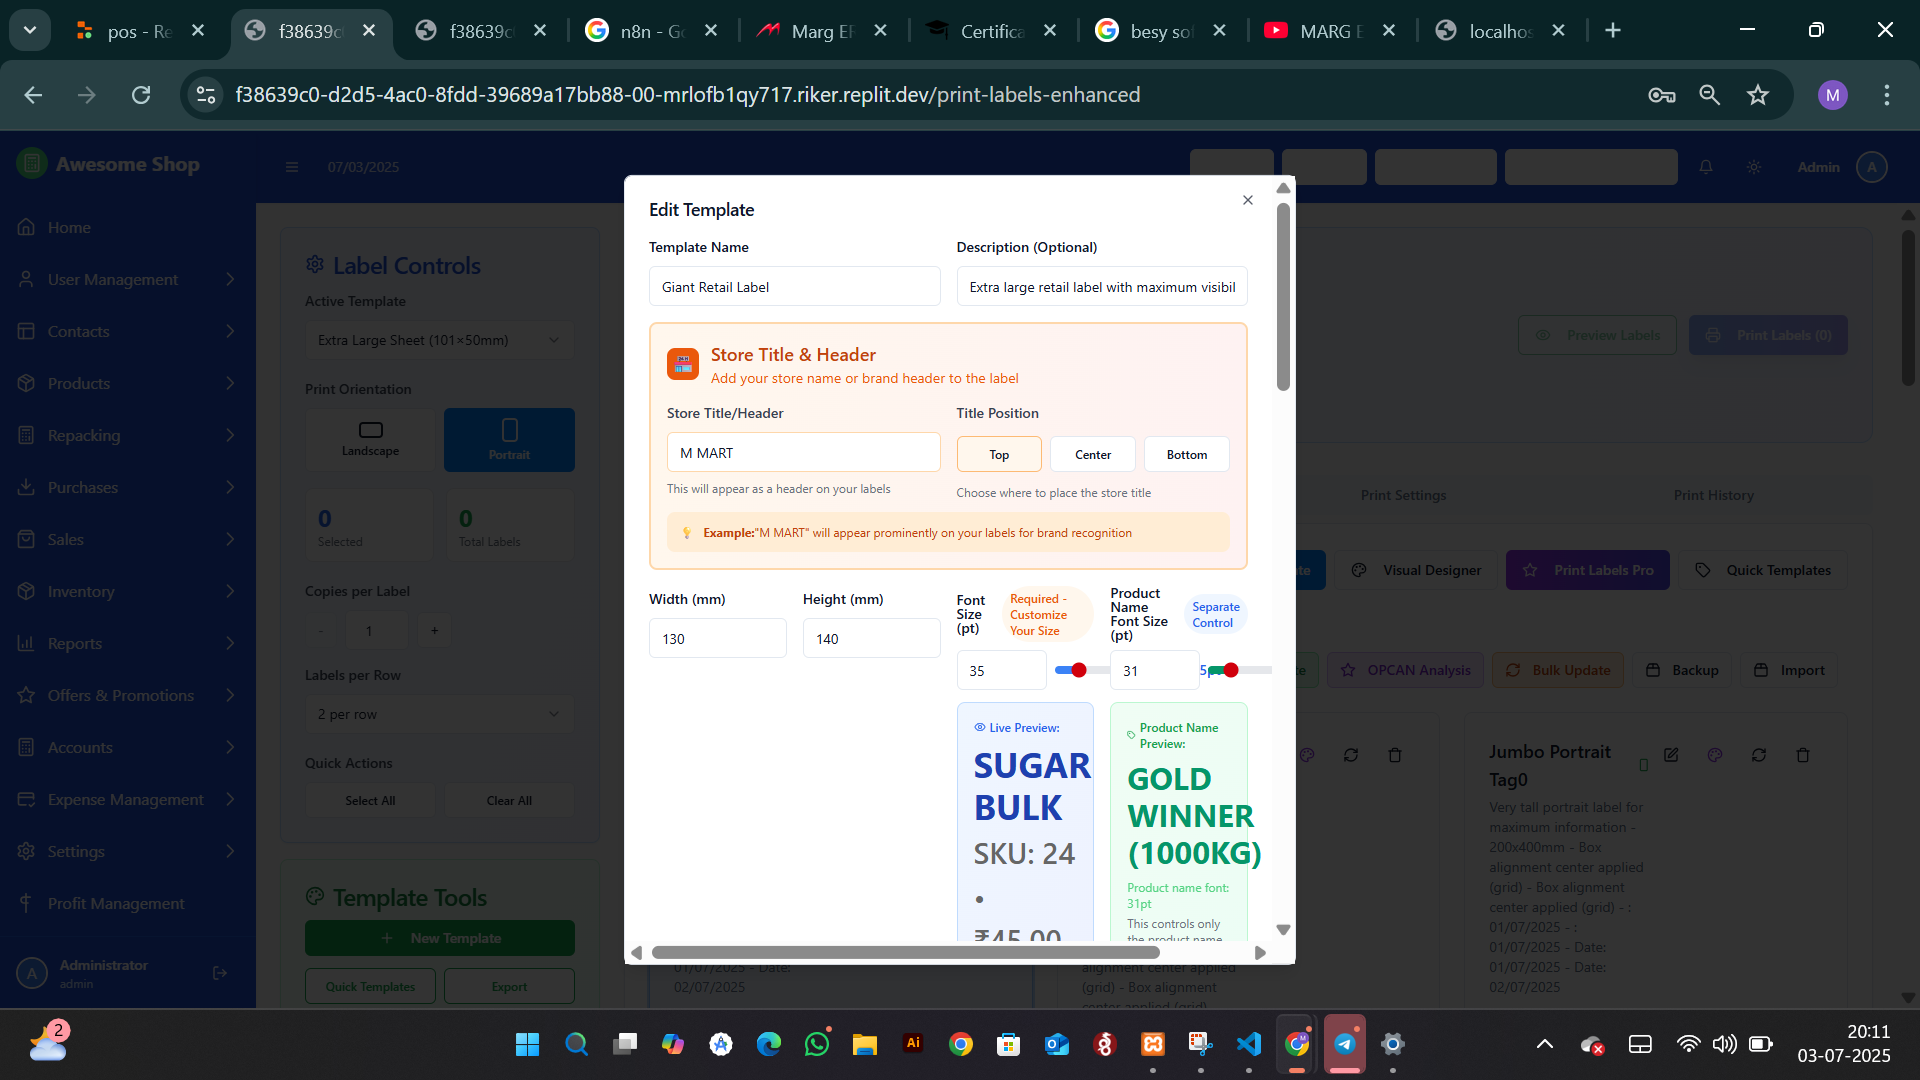 pos - Re
f38639c
f38639c
n8n - Go
Marg ER
Certifica
besy sof
MARG E
localhos
f38639c0-d2d5-4ac0-8fdd-39689a17bb88-00-mrlofb1qy717.riker.replit.dev/print-labels-enhanced
M
Awesome Shop
07/03/2025
Admin
A
Home
User Management
Contacts
Products
Repacking
Purchases
Sales
Inventory
Reports
Offers & Promotions
Accounts
Expense Management
Settings
Profit Management
A
Administrator
admin
Label Controls
Active Template
Extra Large Sheet (101×50mm)
Print Orientation
Landscape
Portrait
0
Selected
0
Total Labels
Copies per Label
-
1
+
Labels per Row
2 per row
Quick Actions
Select All
Clear All
Template Tools
+ New Template
Quick Templates
Export
Edit Template
Template Name
Description (Optional)
Giant Retail Label
Extra large retail label with maximum visibil
Store Title & Header
Add your store name or brand header to the label
Store Title/Header
Title Position
M MART
Top
Center
Bottom
This will appear as a header on your labels
Choose where to place the store title
Example:"M MART" will appear prominently on your labels for brand recognition
Width (mm)
Height (mm)
Font Size (pt)
Required - Customize Your Size
Product Name Font Size (pt)
Separate Control
130
140
35
31
5p
Live Preview:
SUGAR
BULK
SKU: 24
•
₹45.00
Product Name Preview:
GOLD
WINNER
(1000KG)
Product name font:
31pt
This controls only
the product name
Preview Labels
Print Labels (0)
Print Settings
Print History
te
Visual Designer
Print Labels Pro
Quick Templates
te
OPCAN Analysis
Bulk Update
Backup
Import
Jumbo Portrait
Tag0
Very tall portrait label for
maximum information -
200x400mm - Box
alignment center applied
(grid) - Box alignment
center applied (grid) - :
01/07/2025 - :
01/07/2025 - Date:
01/07/2025 - Date:
02/07/2025
01/07/2025 - Date:
02/07/2025
alignment center applied
(grid) - Box alignment
center applied (grid)
2
Ai
20:11
03-07-2025